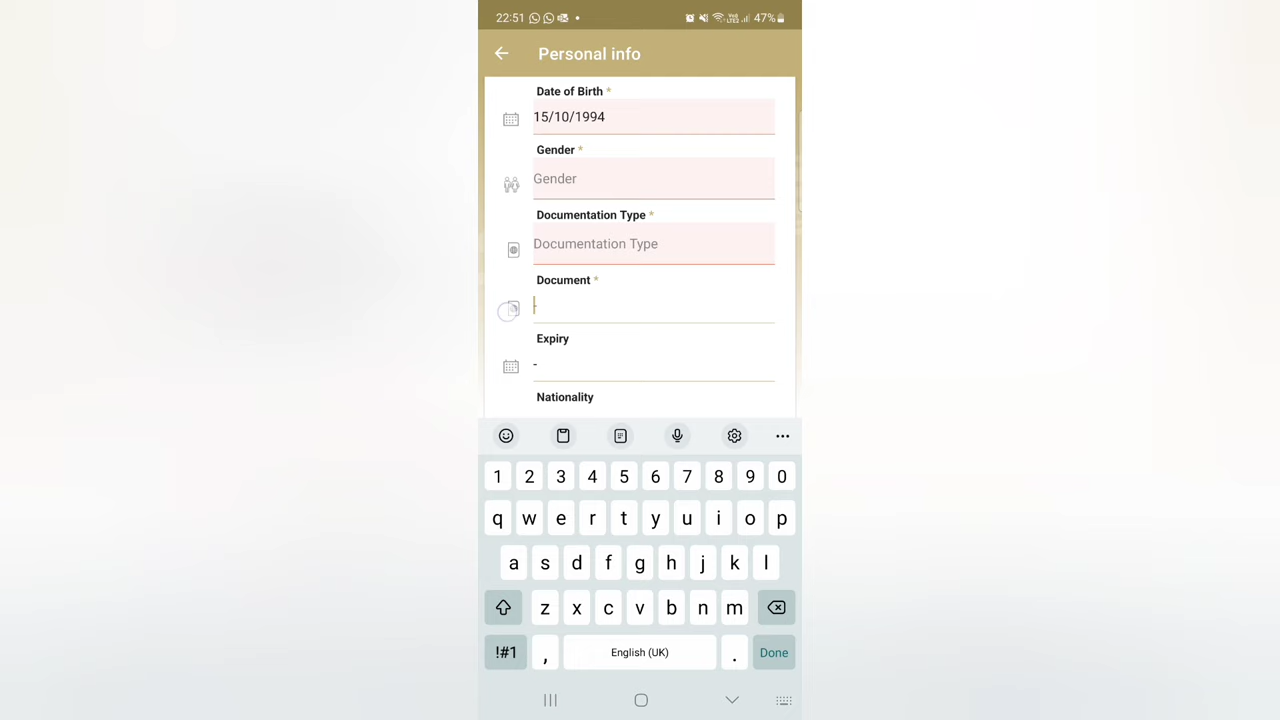 22:51 47%
Personal info
Date of Birth *
15/10/1994
Gender *
Gender
Documentation Type *
Documentation Type
Document *
-
Expiry
-
Nationality
1 2 3 4 5 6 7 8 9 0
q w e r t y u i o p
a s d f g h j k l
z x c v b n m
!#1 , English (UK) . Done